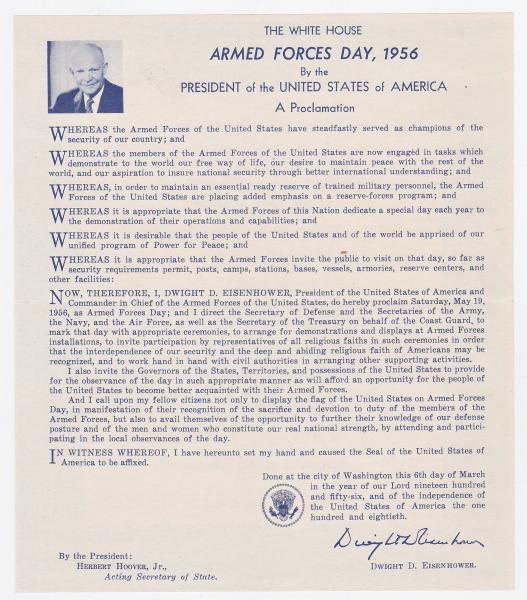 THE WHITE HOUSE
ARMED FORCES DAY, 1956
By the
PRESIDENT of the UNITED STATES of AMERICA
A Proclamation
WHEREAS the Armed Forces of the United States have steadfastly served as champions of the
security of our country; and
WHEREAS the members of the Armed Forces of the United States are now engaged in tasks which
demonstrate to the world our free way of life, our desire to maintain peace with the rest of the
world, and our aspiration to insure national security through better international understanding; and
WHEREAS, in order to maintain an essential ready reserve of trained military personnel, the Armed
Forces of the United States are placing added emphasis on a reserve-forces program; and
WHEREAS it is appropriate that the Armed Forces of this Nation dedicate a special day each year to
the demonstration of their operations and capabilities; and
WHEREAS it is desirable that the people of the United States and of the world be apprised of our
unified program of Power for Peace; and
WHEREAS it is appropriate that the Armed Forces invite the public to visit on that day, so far as
security requirements permit, posts, camps, stations, bases, vessels, armories, reserve centers, and
other facilities:
NOW, THEREFORE, I, DWIGHT D. EISENHOWER, President of the United States of America and
Commander in Chief of the Armed Forces of the United States, do hereby proclaim Saturday, May 19,
1956, as Armed Forces Day; and I direct the Secretary of Defense and the Secretaries of the Army,
the Navy, and the Air Force, as well as the Secretary of the Treasury on behalf of the Coast Guard, to
mark that day with appropriate ceremonies, to arrange for demonstrations and displays at Armed Forces
installations, to invite participation by representatives of all religious faiths in such ceremonies in order
that the interdependence of our security and the deep and abiding religious faith of Americans may be
recognized, and to work hand in hand with civil authorities in arranging other supporting activities.
I also invite the Governors of the States, Territories, and possessions of the United States to provide
for the observance of the day in such appropriate manner as will afford an opportunity for the people of
the United States to become better acquainted with their Armed Forces.
And I call upon my fellow citizens not only to display the flag of the United States on Armed Forces
Day, in manifestation of their recognition of the sacrifice and devotion to duty of the members of the
Armed Forces, but also to avail themselves of the opportunity to further their knowledge of our defense
posture and of the men and women who constitute our real national strength, by attending and partici-
pating in the local observances of the day.
IN WITNESS WHEREOF, I have hereunto set my hand and caused the Seal of the United States of
America to be affixed.
Done at the city of Washington this 6th day of March
in the year of our Lord nineteen hundred
and fifty-six, and of the independence of
the United States of America the one
hundred and eightieth.
Dwight D Eisenhower
By the President:
HERBERT HOOVER, Jr.,
Acting Secretary of State.
DWIGHT D. EISENHOWER.